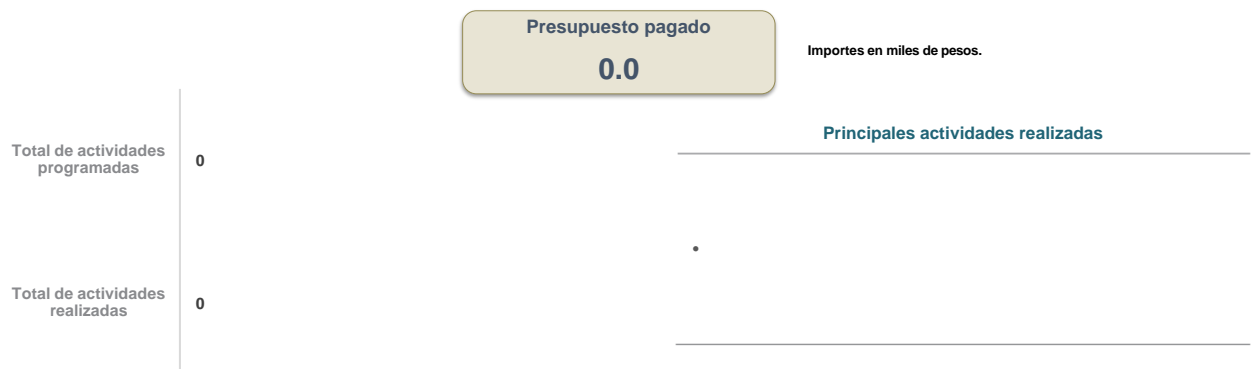 Presupuesto pagado
0.0
Importes en miles de pesos.
Total de actividades
programadas
0
Total de actividades
realizadas
0
Principales actividades realizadas
•